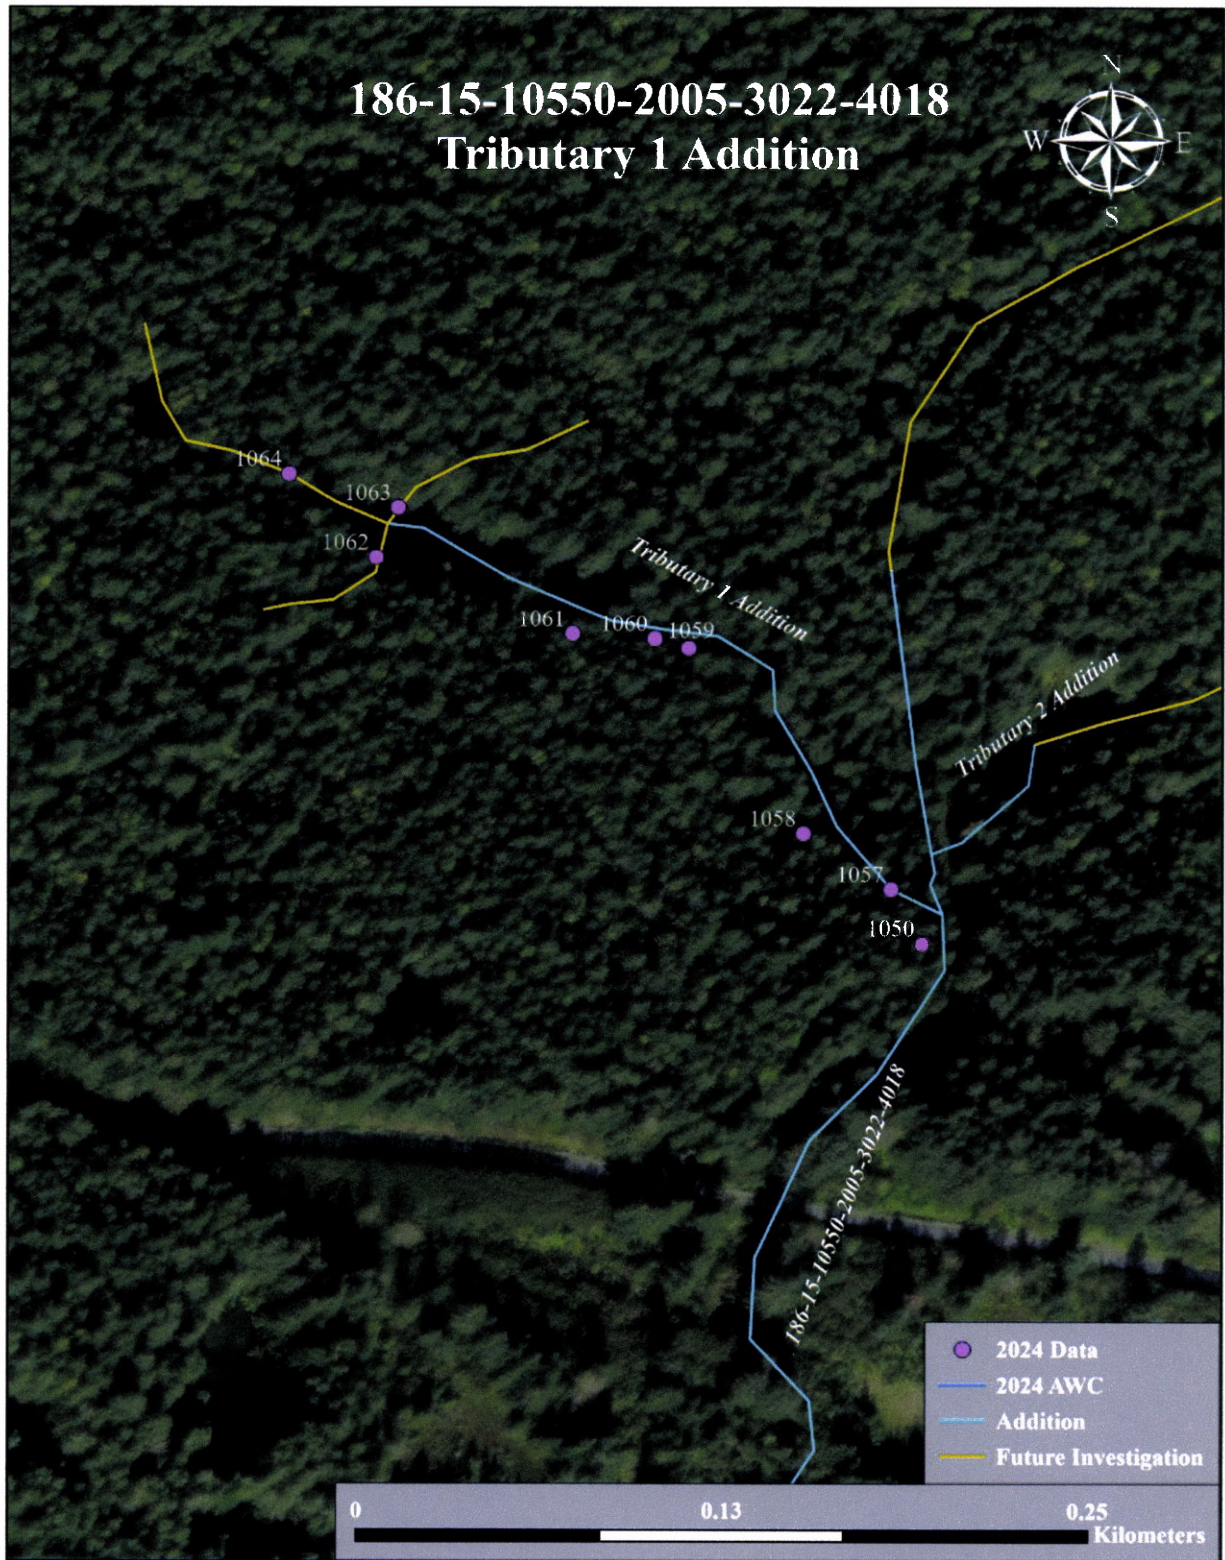 186-15-10550-2005-3022-4018
Tributary 1 Addition
N
W
E
S
1064
1063
1062
Tributary 1 Addition
1061
1060
1059
Tributary 2 Addition
1058
1057
1050
186-15-10550-2005-3022-4018
2024 Data
2024 AWC
Addition
Future Investigation
0
0.13
0.25
Kilometers